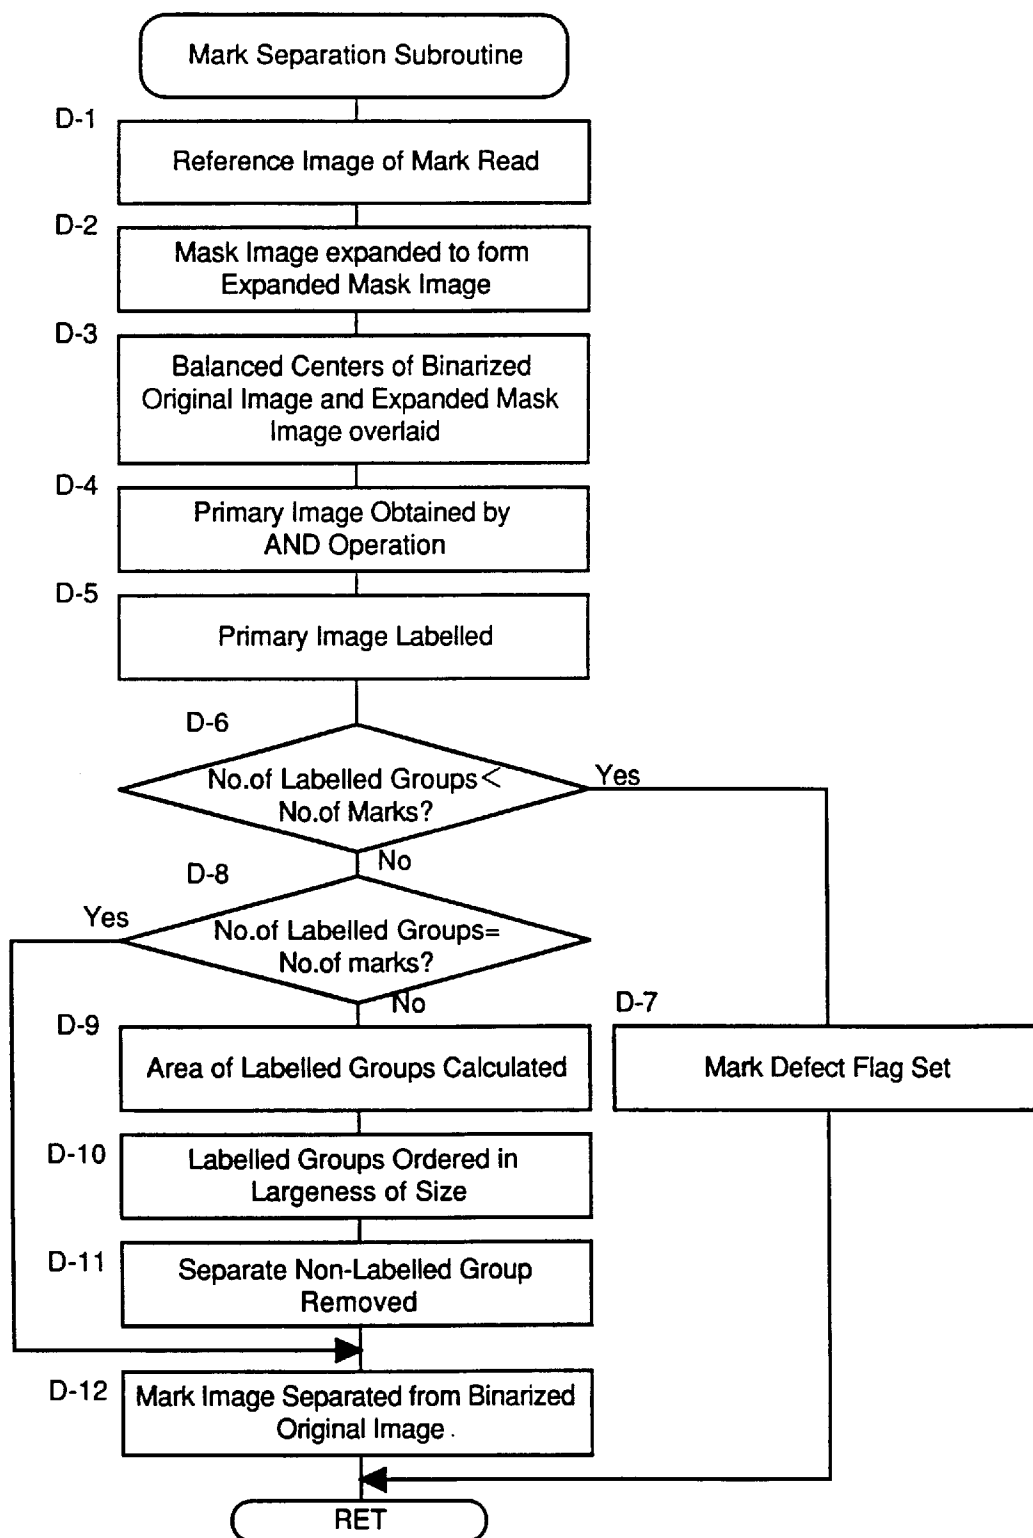 Mark Separation Subroutine
D-1
Reference Image of Mark Read
D-2
Mask Image expanded to form
Expanded Mask Image
D-3
Balanced Centers of Binarized
Original Image and Expanded Mask
Image overlaid
D-4
Primary Image Obtained by
AND Operation
D-5
Primary Image Labelled
D-6
No.of Labelled Groups<
No.of Marks?
Yes
No
D-8
Yes
No.of Labelled Groups=
No.of marks?
No
D-7
D-9
Area of Labelled Groups Calculated
Mark Defect Flag Set
D-10
Labelled Groups Ordered in
Largeness of Size
D-11
Separate Non-Labelled Group
Removed
D-12
Mark Image Separated from Binarized
Original Image.
RET